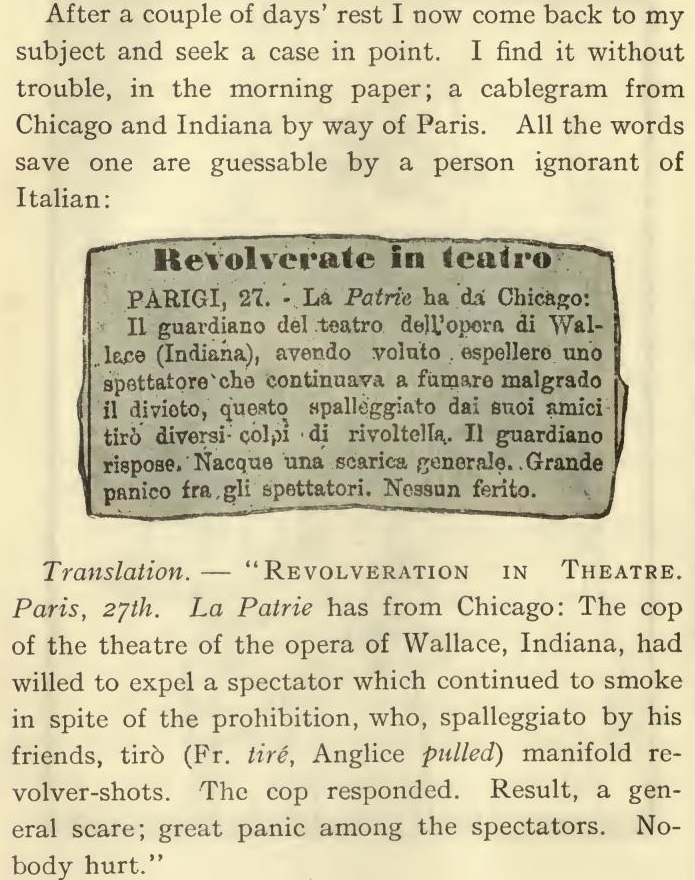 After a couple of days' rest I now come back to my
subject and seek a case in point. I find it without
trouble, in the morning paper; a cablegram from
Chicago and Indiana by way of Paris. All the words
save one are guessable by a person ignorant of
Italian:
Revolverate in teatro
PARIGI, 27. - La Patrie ha da Chicago:
Il guardiano del teatro dell'opera di Wal-
lace (Indiana), avendo voluto espellere uno
spettatore che continuava a fumare malgrado
il divieto, questo spalleggiato dai suoi amici
tirò diversi colpi di rivoltella. Il guardiano
rispose. Nacque una scarica generale. Grande
panico fra gli spettatori. Nessun ferito.
Translation. — "REVOLVERATION IN THEATRE.
Paris, 27th. La Patrie has from Chicago: The cop
of the theatre of the opera of Wallace, Indiana, had
willed to expel a spectator which continued to smoke
in spite of the prohibition, who, spalleggiato by his
friends, tirò (Fr. tiré, Anglice pulled) manifold re-
volver-shots. The cop responded. Result, a gen-
eral scare; great panic among the spectators. No-
body hurt."